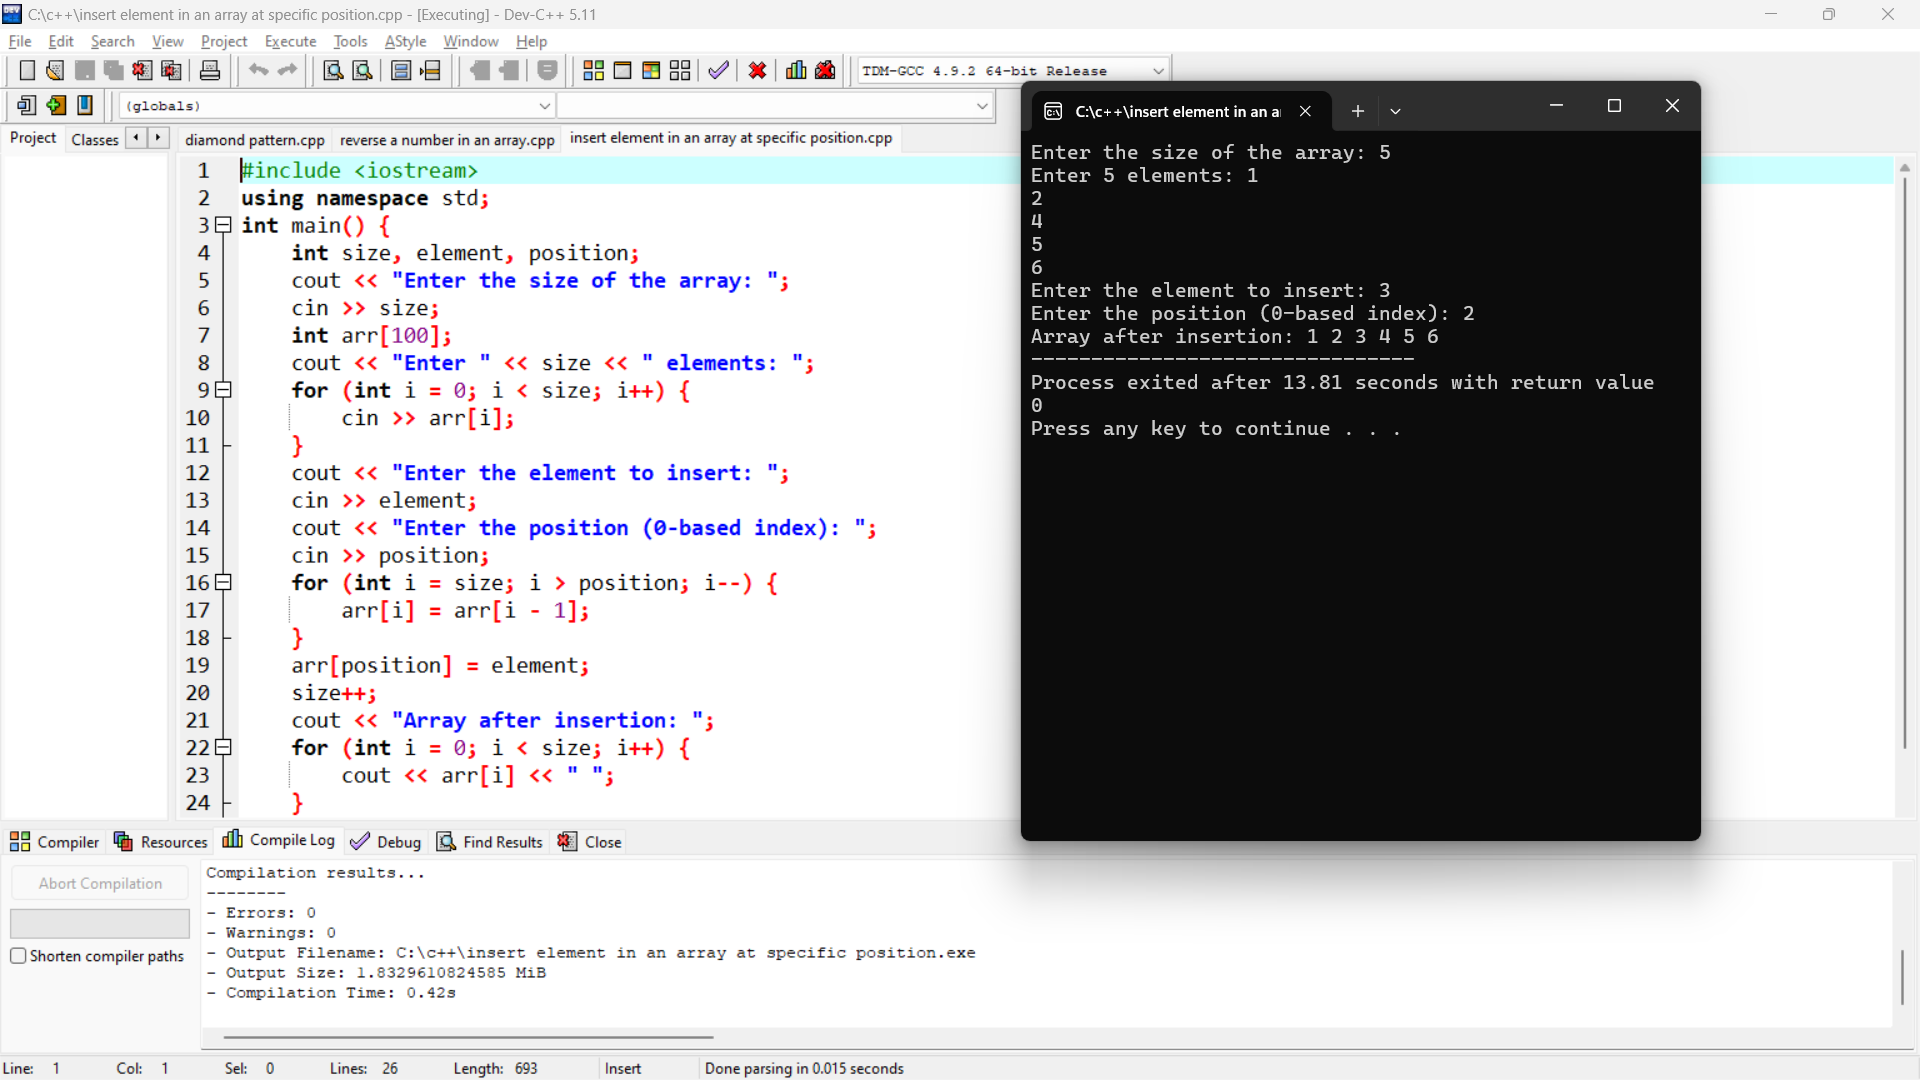 C:\c++\insert element in an array at specific position.cpp - [Executing] - Dev-C++ 5.11
File Edit Search View Project Execute Tools AStyle Window Help
TDM-GCC 4.9.2 64-bit Release
(globals)
Project Classes
diamond pattern.cpp reverse a number in an array.cpp insert element in an array at specific position.cpp
1 #include <iostream>
2 using namespace std;
3 int main() {
4 int size, element, position;
5 cout << "Enter the size of the array: ";
6 cin >> size;
7 int arr[100];
8 cout << "Enter " << size << " elements: ";
9 for (int i = 0; i < size; i++) {
10 cin >> arr[i];
11 }
12 cout << "Enter the element to insert: ";
13 cin >> element;
14 cout << "Enter the position (0-based index): ";
15 cin >> position;
16 for (int i = size; i > position; i--) {
17 arr[i] = arr[i - 1];
18 }
19 arr[position] = element;
20 size++;
21 cout << "Array after insertion: ";
22 for (int i = 0; i < size; i++) {
23 cout << arr[i] << " ";
24 }
C:\c++\insert element in an a
Enter the size of the array: 5
Enter 5 elements: 1
2
4
5
6
Enter the element to insert: 3
Enter the position (0-based index): 2
Array after insertion: 1 2 3 4 5 6
--------------------------------
Process exited after 13.81 seconds with return value
0
Press any key to continue . . .
Compiler Resources Compile Log Debug Find Results Close
Abort Compilation
Shorten compiler paths
Compilation results...
--------
- Errors: 0
- Warnings: 0
- Output Filename: C:\c++\insert element in an array at specific position.exe
- Output Size: 1.8329610824585 MiB
- Compilation Time: 0.42s
Line: 1 Col: 1 Sel: 0 Lines: 26 Length: 693 Insert Done parsing in 0.015 seconds